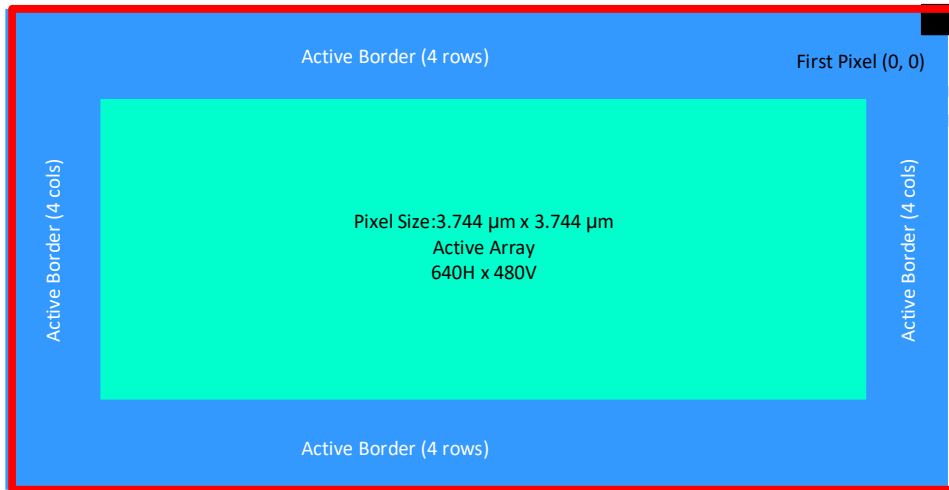 Active Border (4 rows)
First Pixel (0, 0)
Active Border (4 cols)
Pixel Size:3.744 µm x 3.744 µm
Active Array
640H x 480V
Active Border (4 cols)
Active Border (4 rows)